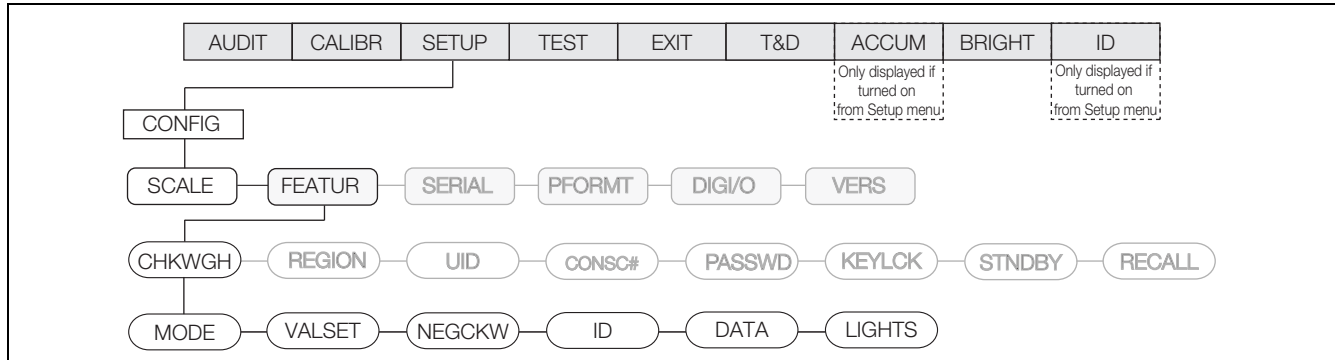 AUDIT CALIBR SETUP TEST EXIT T&D ACCUM BRIGHT ID
Only displayed if turned on from Setup menu
Only displayed if turned on from Setup menu
CONFIG
SCALE FEATUR SERIAL PFORMT DIGI/O VERS
CHKWGH REGION UID CONSC# PASSWD KEYLCK STNDBY RECALL
MODE VALSET NEGCKW ID DATA LIGHTS